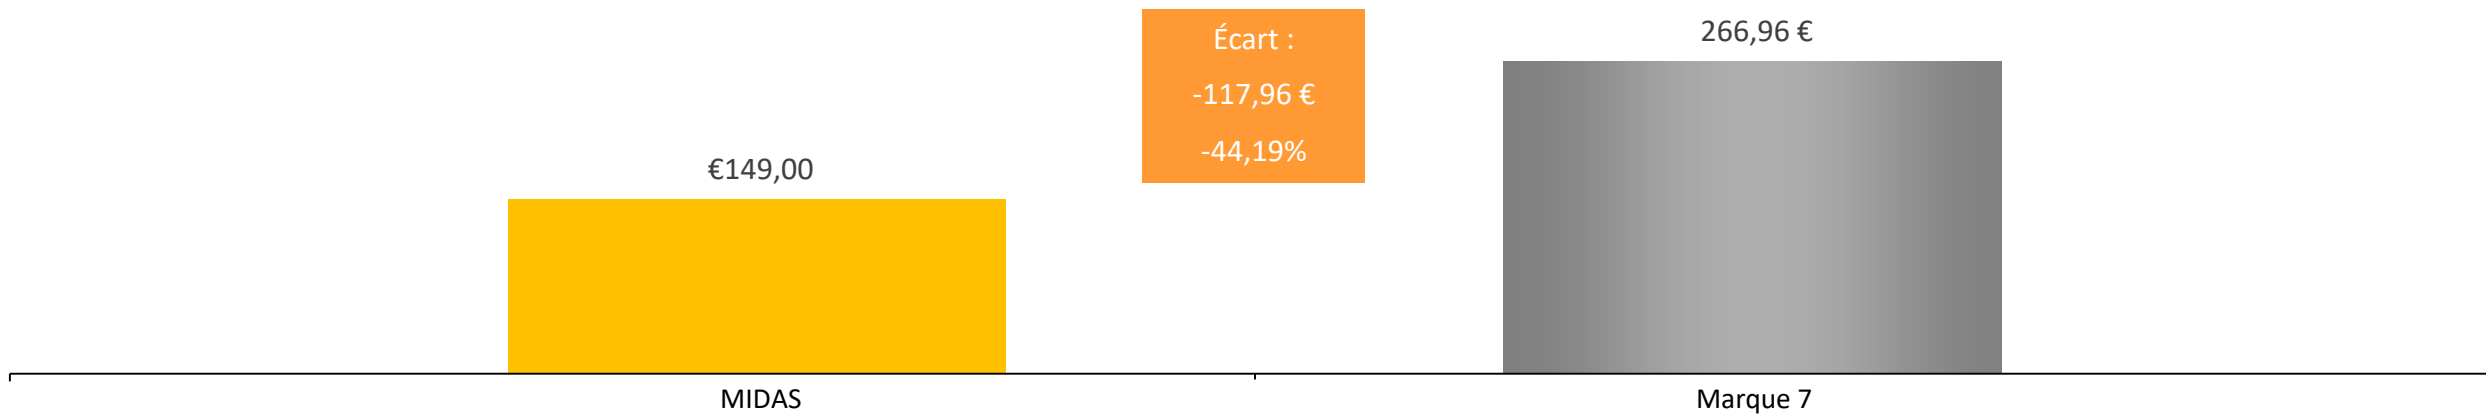 Écart :
-117,96 €
-44,19%
266,96 €
€149,00
MIDAS
Marque 7